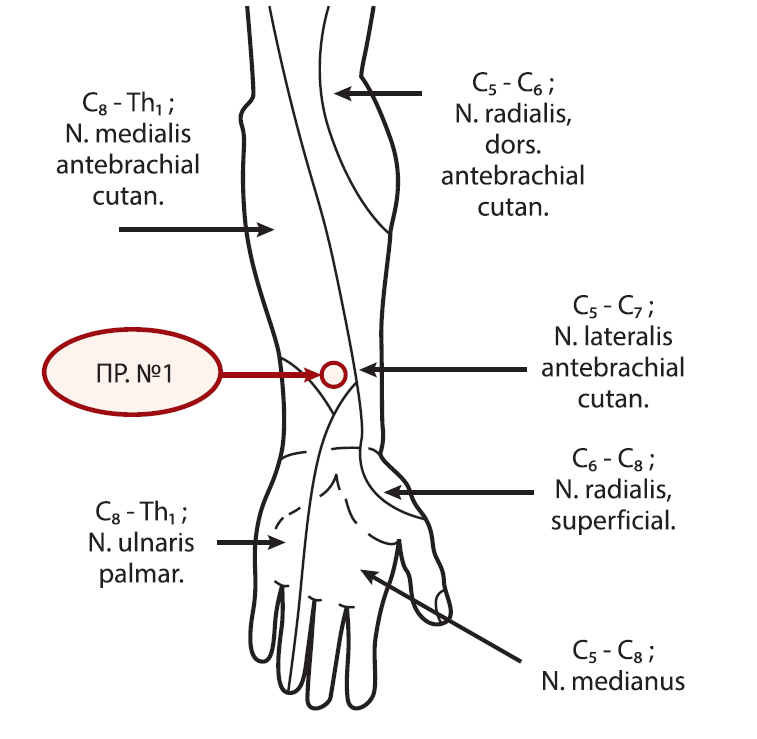 C₈ - Th₁ ;
N. medialis
antebrachial
cutan.
C₅ - C₆ ;
N. radialis,
dors.
antebrachial
cutan.
C₅ - C₇ ;
N. lateralis
antebrachial
cutan.
ПР. №1
C₆ - C₈ ;
N. radialis,
superficial.
C₈ - Th₁ ;
N. ulnaris
palmar.
C₅ - C₈ ;
N. medianus